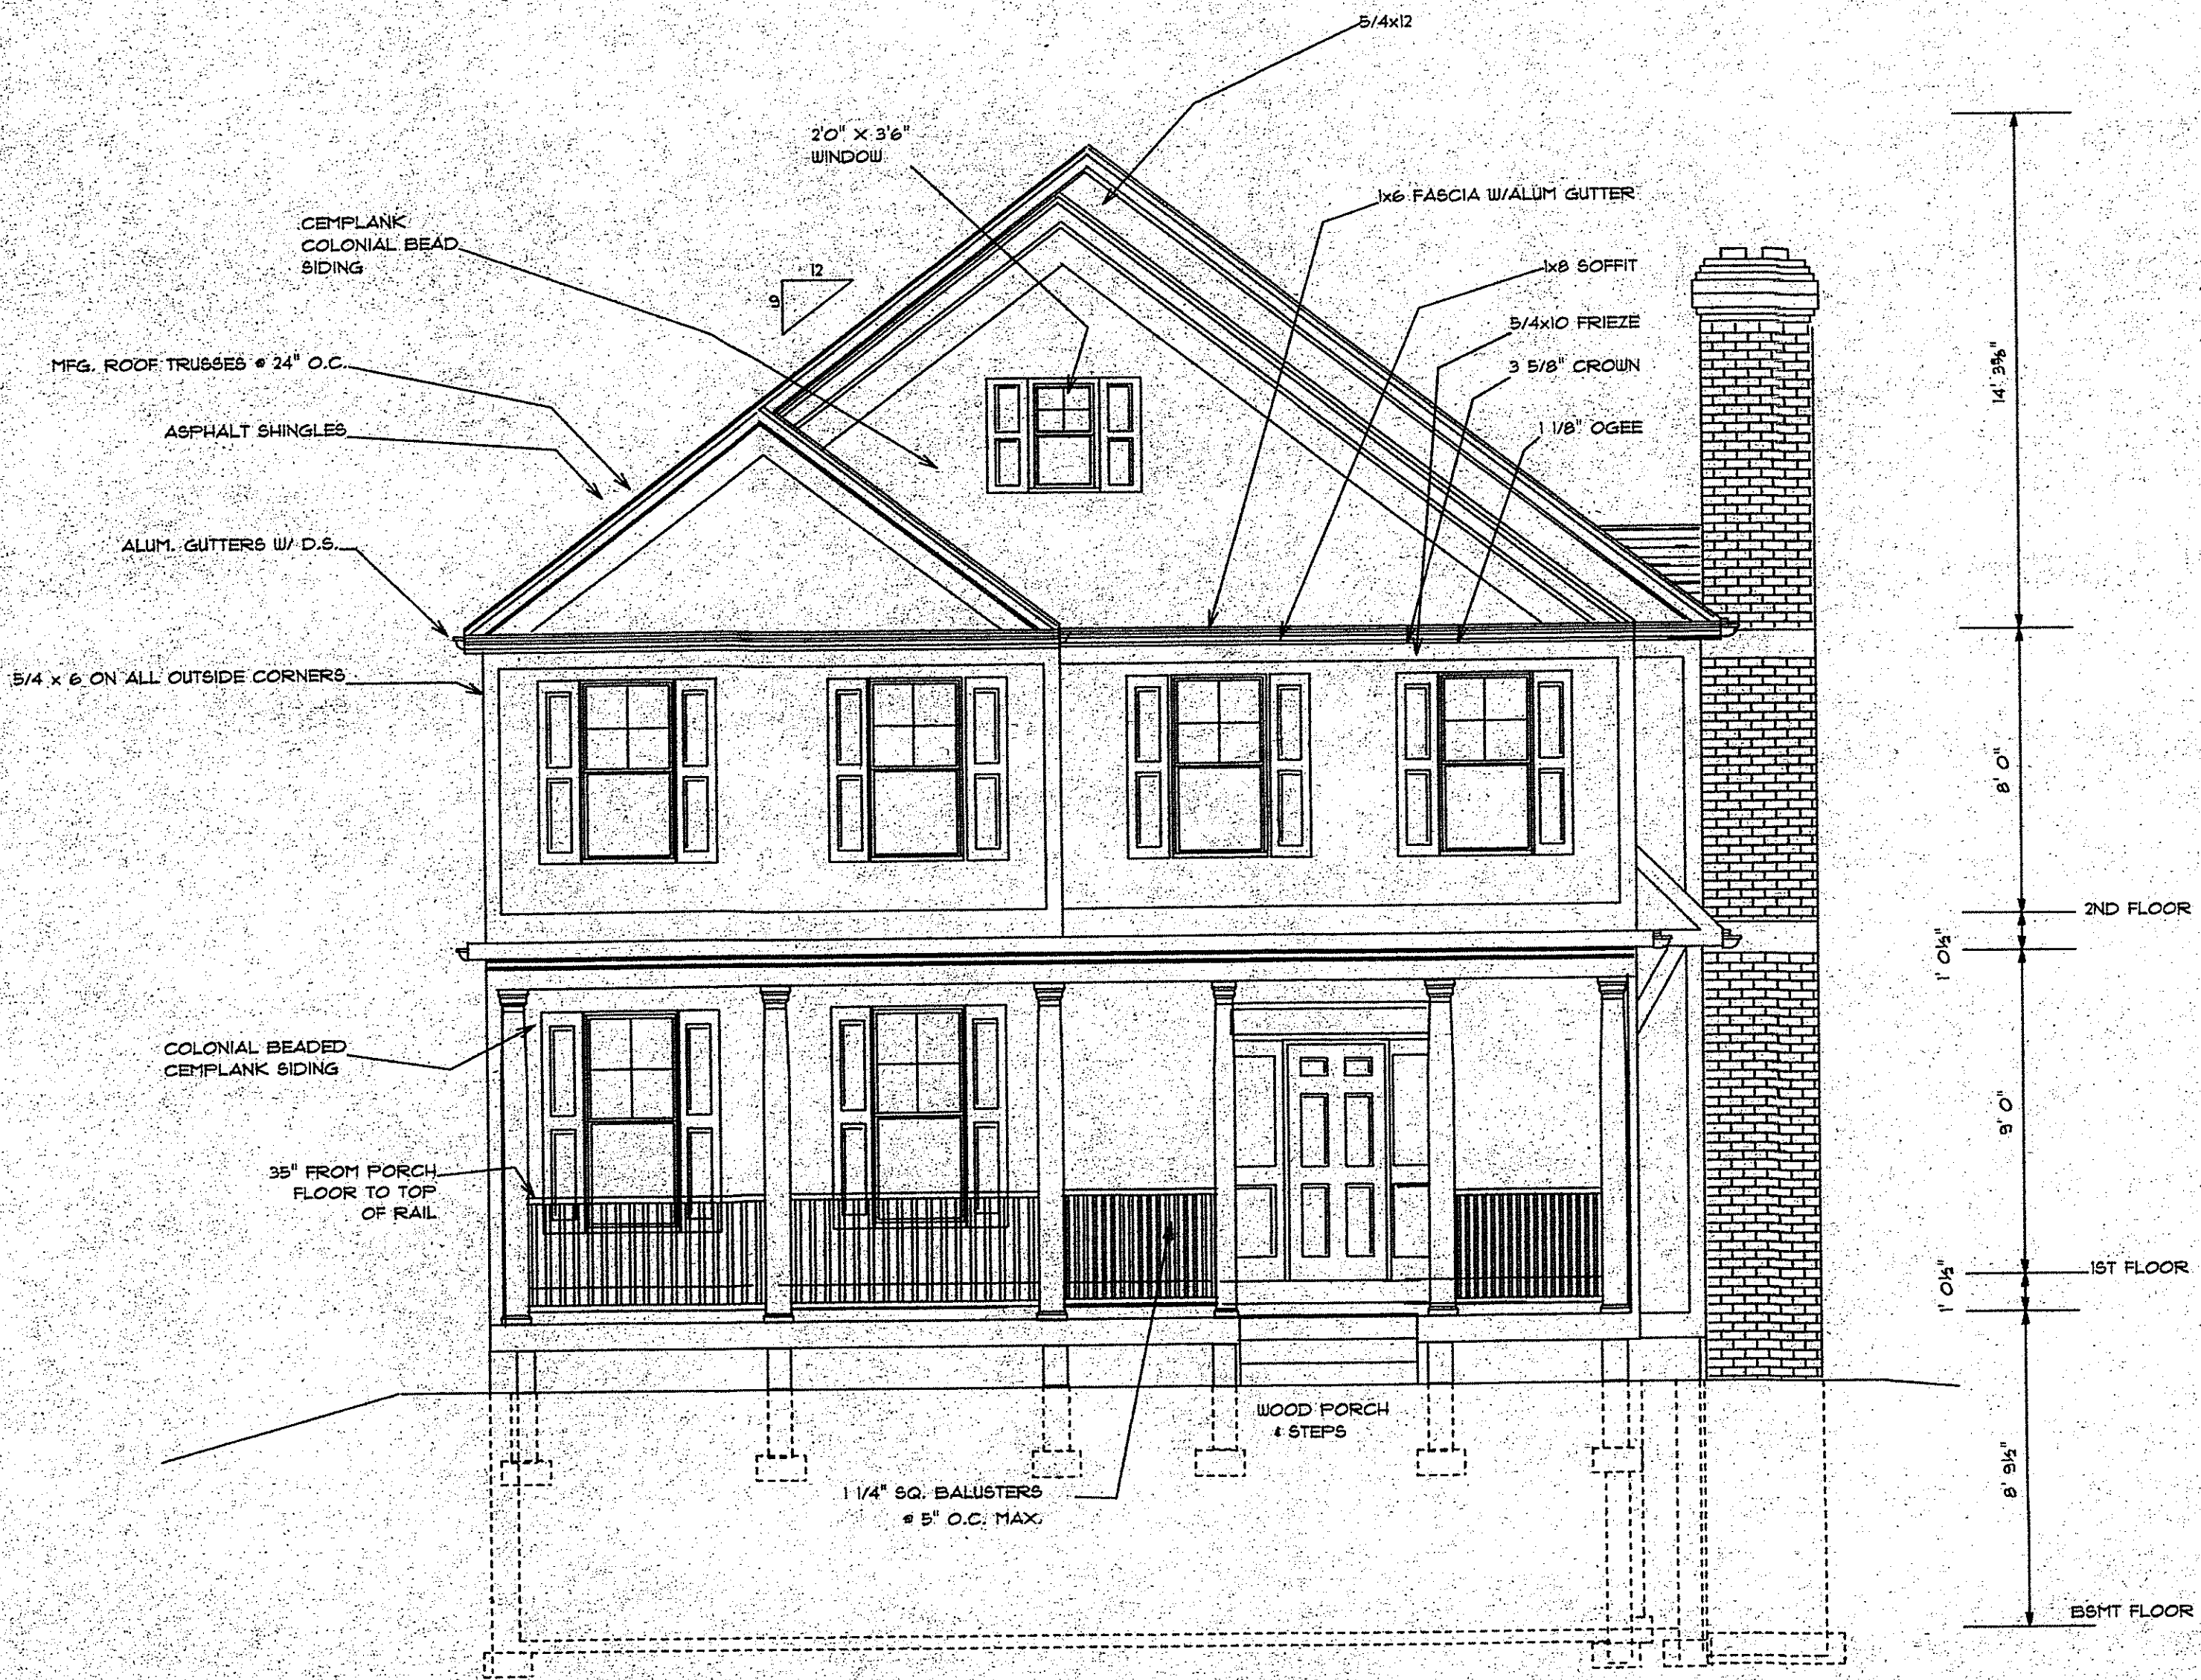 5/4x12
2'0" X 3'6"
WINDOW
1x6 FASCIA W/ALUM GUTTER
CEMPLANK
COLONIAL BEAD
SIDING
12
9
1x8 SOFFIT
5/4x10 FRIEZE
3 5/8" CROWN
MFG. ROOF TRUSSES @ 24" O.C.
ASPHALT SHINGLES
1 1/8" OGEE
ALUM. GUTTERS W/ D.S.
5/4 x 6 ON ALL OUTSIDE CORNERS
8' 0"
2ND FLOOR
1' 0½"
COLONIAL BEADED
CEMPLANK SIDING
9' 0"
35" FROM PORCH
FLOOR TO TOP
OF RAIL
1ST FLOOR
1' 0½"
WOOD PORCH
& STEPS
8' 9½"
1 1/4" SQ. BALUSTERS
@ 5" O.C. MAX.
BSMT FLOOR